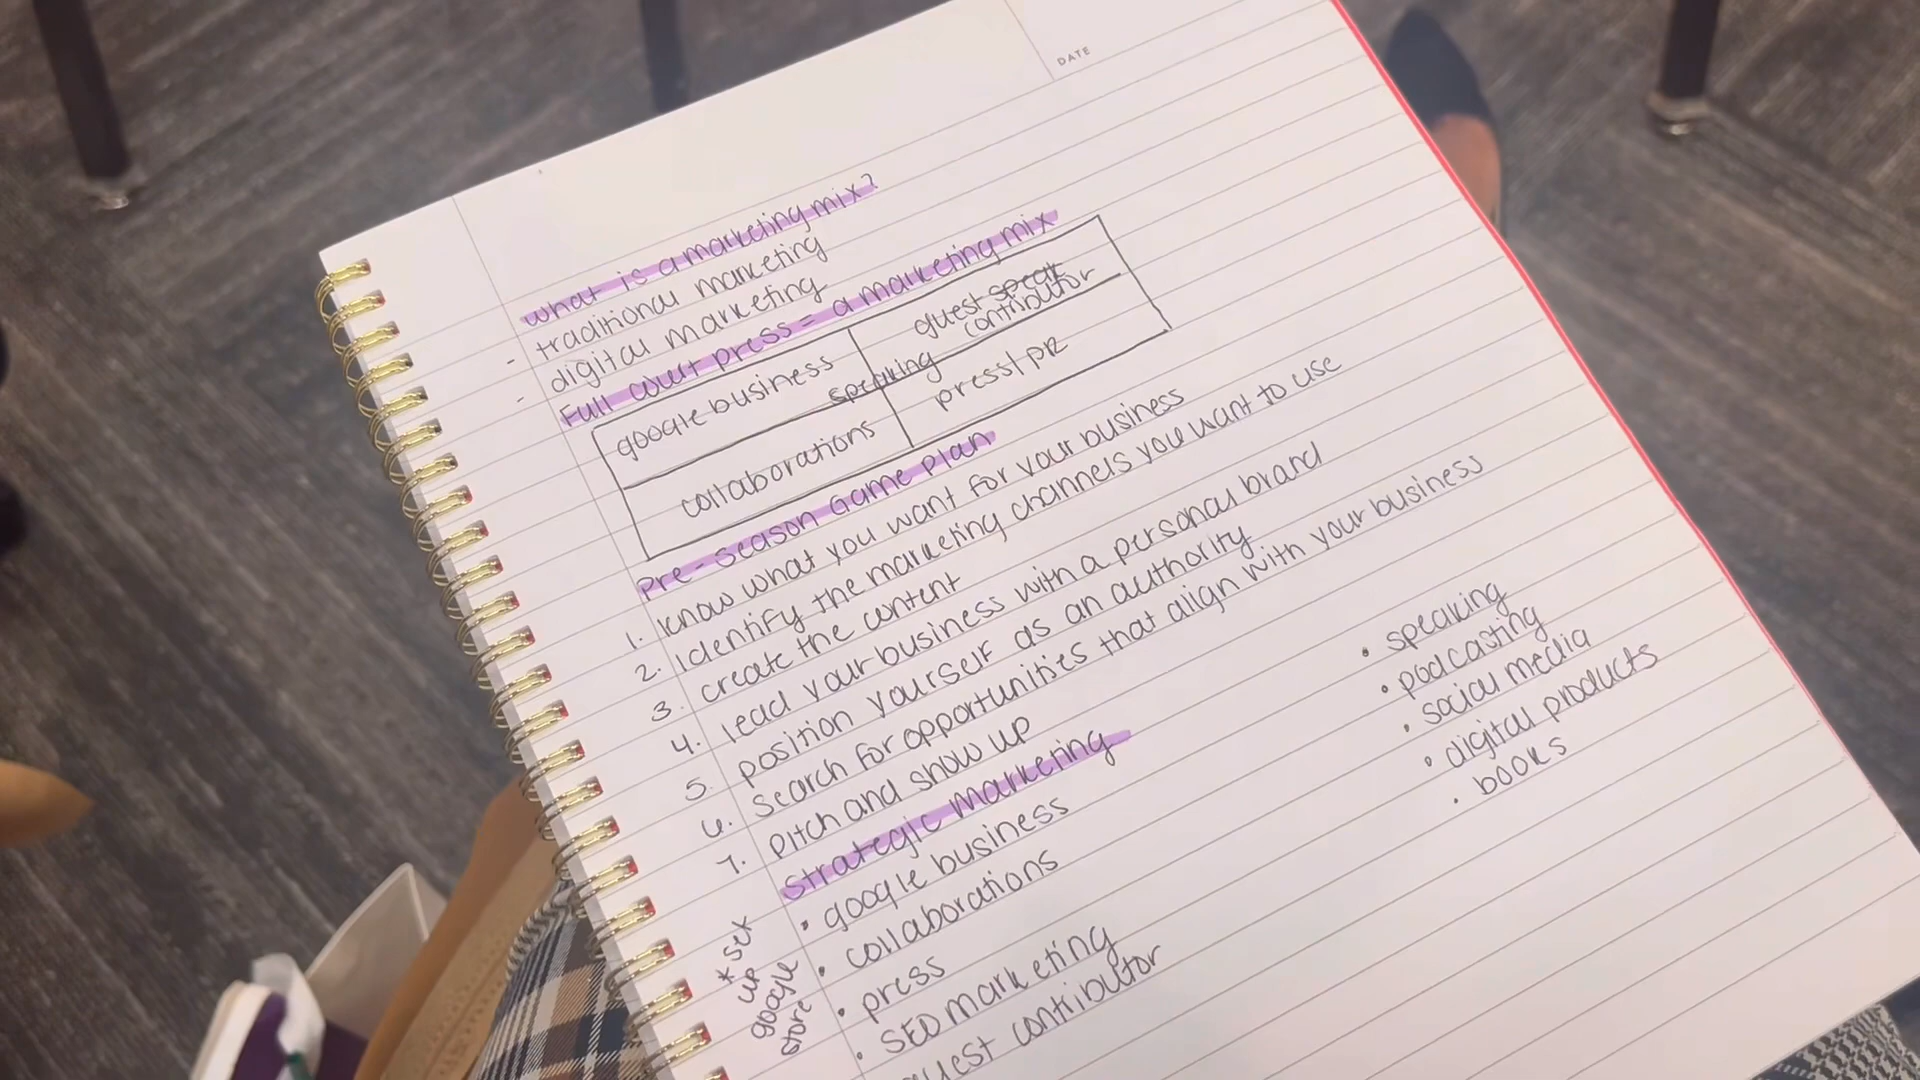 DATE
what is a marketing mix?
- traditional marketing
- digital marketing
Full court press = a marketing mix
google business
guest speak contributor
speaking
collaborations
press/PR
Pre-season Game Plan
1. know what you want for your business
2. identify the marketing channels you want to use
3. create the content
4. lead your business with a personal brand
5. position yourself as an authority
6. search for opportunities that align with your business
7. pitch and show up
strategic marketing
• google business
• collaborations
• press
• SEO marketing
guest contributor
* set
up
google
store
• speaking
• podcasting
• social media
• digital products
• books